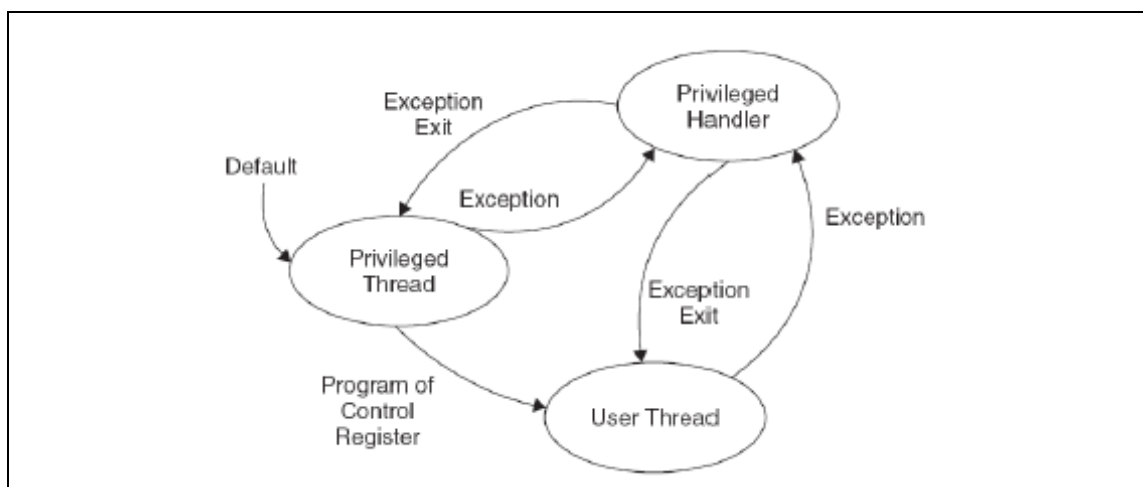 Privileged
Handler
Exception
Exit
Default
Exception
Exception
Privileged
Thread
Exception
Exit
Program of
Control
Register
User Thread